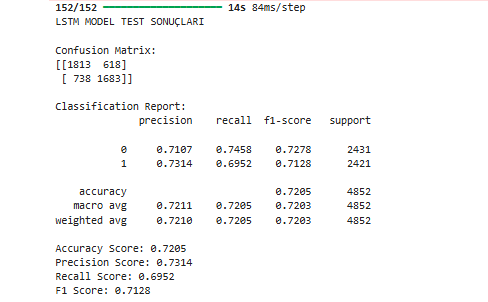 152/152 ━━━━━━━━━━━━━━━━━━━━ 14s 84ms/step
LSTM MODEL TEST SONUÇLARI
Confusion Matrix:
[[1813  618]
 [ 738 1683]]
Classification Report:
              precision    recall  f1-score   support
           0     0.7107    0.7458    0.7278      2431
           1     0.7314    0.6952    0.7128      2421
    accuracy                         0.7205      4852
   macro avg     0.7211    0.7205    0.7203      4852
weighted avg     0.7210    0.7205    0.7203      4852
Accuracy Score: 0.7205
Precision Score: 0.7314
Recall Score: 0.6952
F1 Score: 0.7128